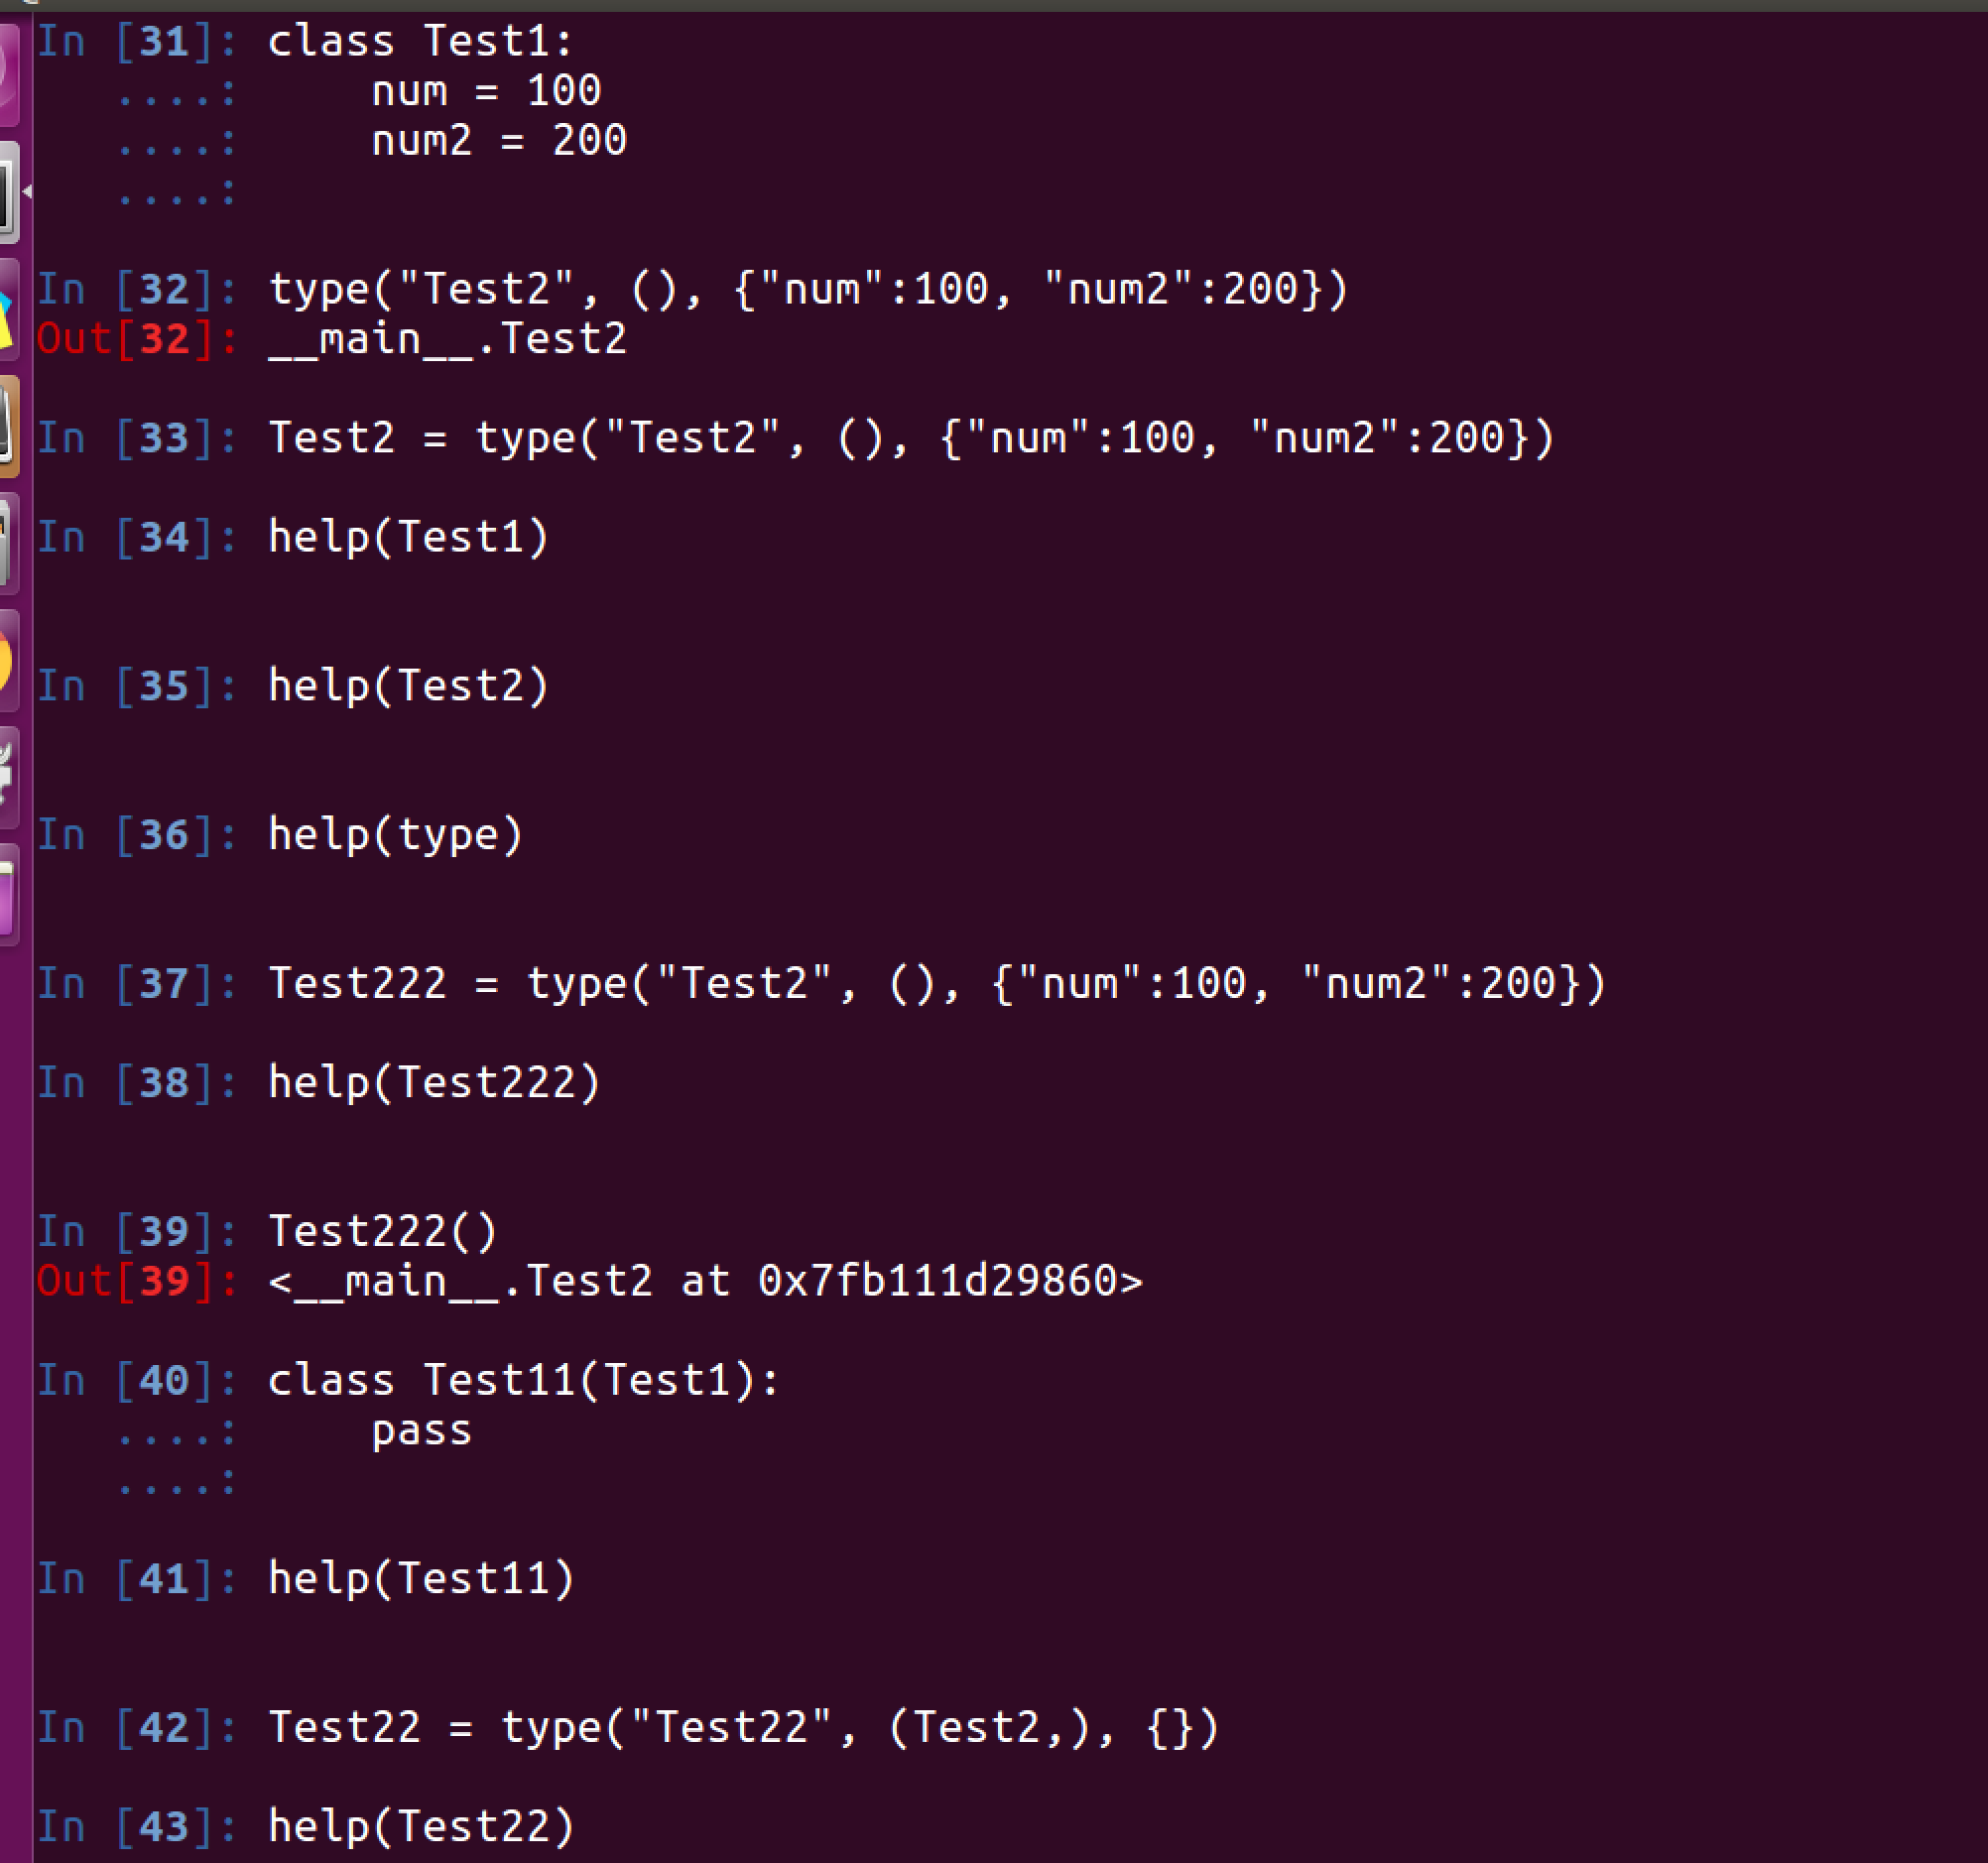 In [31]: class Test1:
   ....:     num = 100
   ....:     num2 = 200
   ....:
In [32]: type("Test2", (), {"num":100, "num2":200})
Out[32]: __main__.Test2
In [33]: Test2 = type("Test2", (), {"num":100, "num2":200})
In [34]: help(Test1)
In [35]: help(Test2)
In [36]: help(type)
In [37]: Test222 = type("Test2", (), {"num":100, "num2":200})
In [38]: help(Test222)
In [39]: Test222()
Out[39]: <__main__.Test2 at 0x7fb111d29860>
In [40]: class Test11(Test1):
   ....:     pass
   ....:
In [41]: help(Test11)
In [42]: Test22 = type("Test22", (Test2,), {})
In [43]: help(Test22)